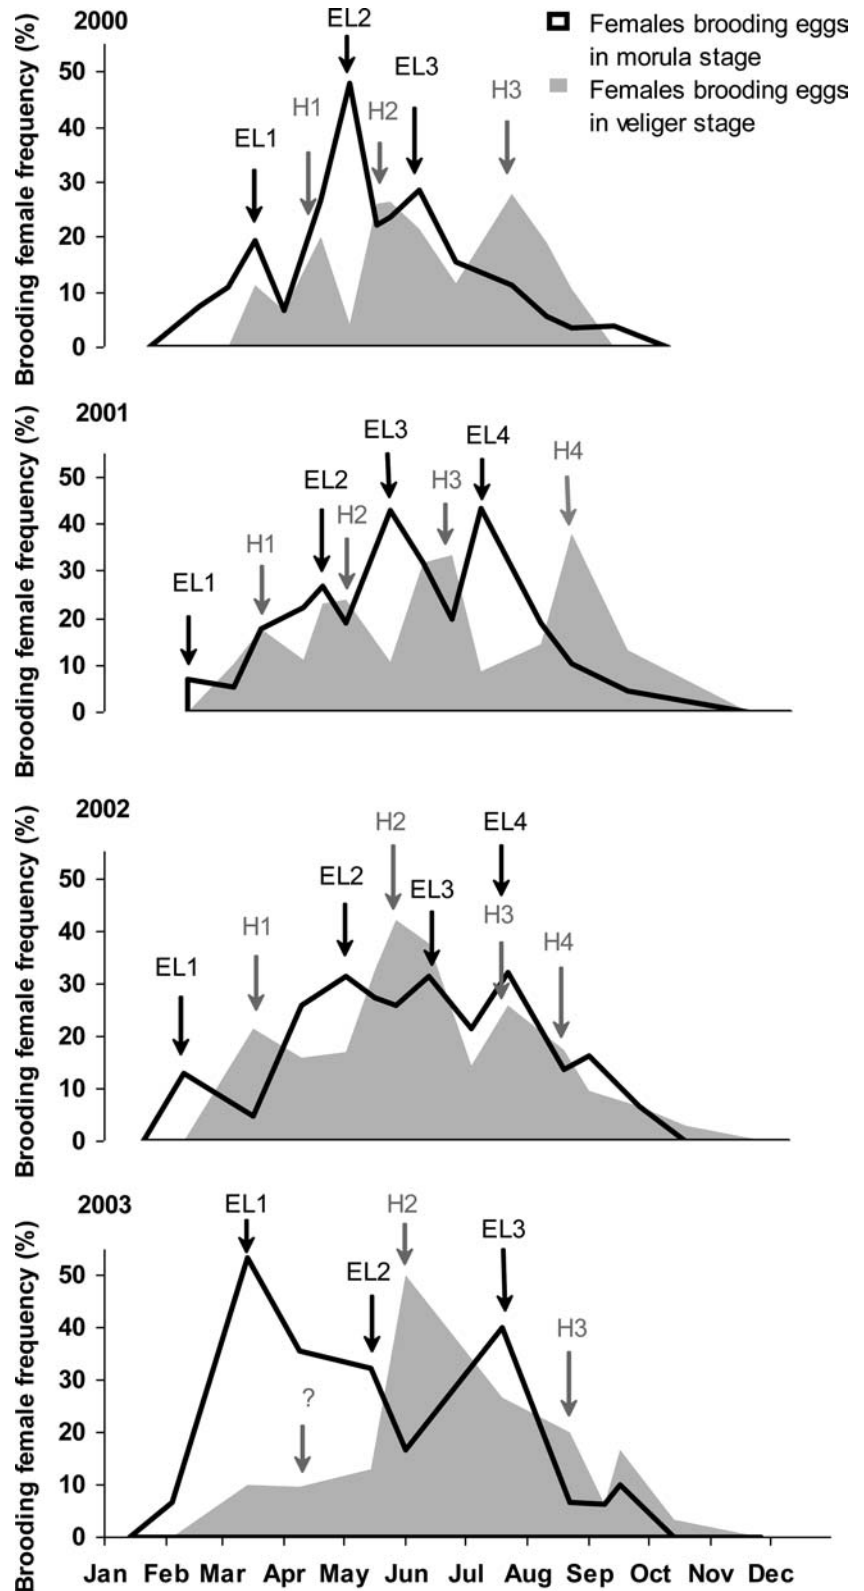 2000
Females brooding eggs
in morula stage
Females brooding eggs
in veliger stage
Brooding female frequency (%)
50
40
30
20
10
0
EL1
H1
EL2
H2
EL3
H3
2001
Brooding female frequency (%)
50
40
30
20
10
0
EL1
H1
EL2
H2
EL3
H3
EL4
H4
2002
Brooding female frequency (%)
50
40
30
20
10
0
EL1
H1
EL2
H2
EL3
EL4
H3
H4
2003
Brooding female frequency (%)
50
40
30
20
10
0
EL1
?
EL2
H2
EL3
H3
Jan Feb Mar Apr May Jun Jul Aug Sep Oct Nov Dec